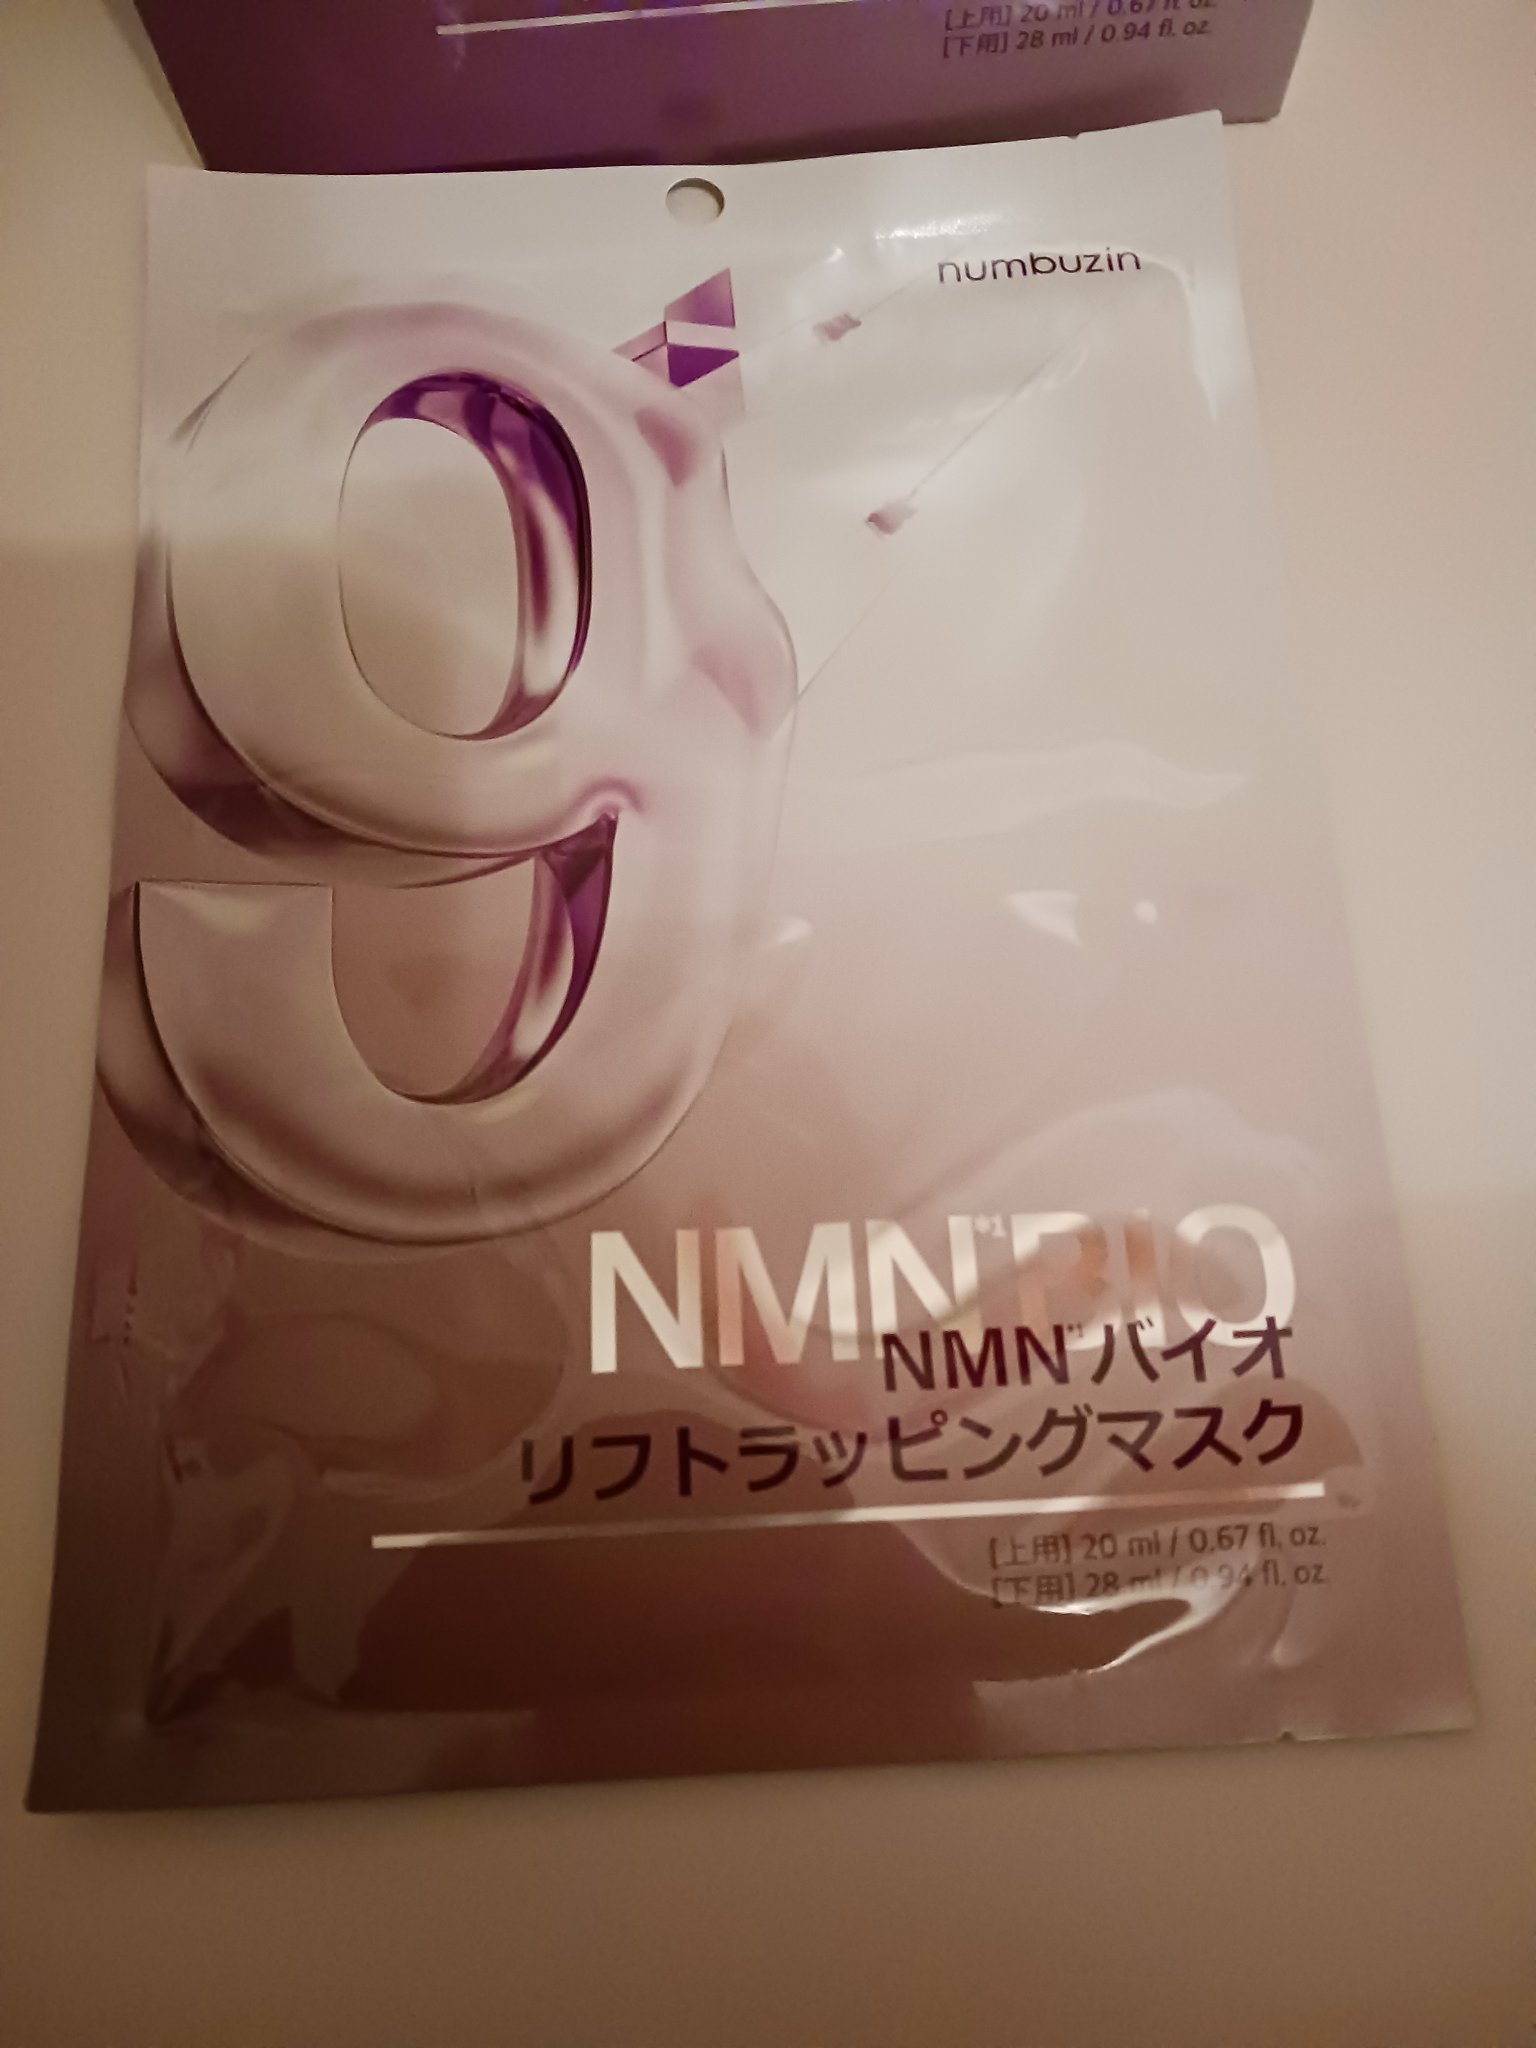 [上用] 20 ml / 0.67 fl. oz.
[下用] 28 ml / 0.94 fl. oz.
numbuzin
9
NMN*1 BIO
NMN*1バイオ
リフトラッピングマスク
[上用] 20 ml / 0.67 fl. oz.
[下用] 28 ml / 0.94 fl. oz.